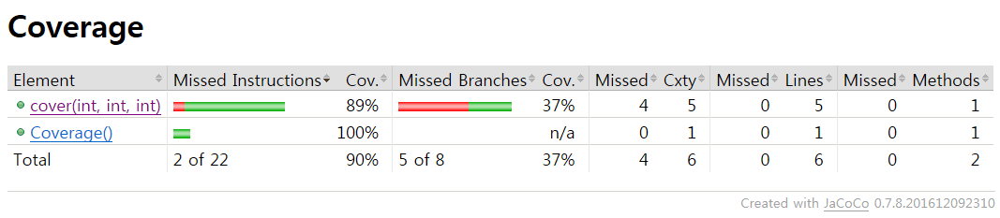 Coverage
Element Missed Instructions Cov. Missed Branches Cov. Missed Cxty Missed Lines Missed Methods
cover(int, int, int) 89% 37% 4 5 0 5 0 1
Coverage() 100% n/a 0 1 0 1 0 1
Total 2 of 22 90% 5 of 8 37% 4 6 0 6 0 2
Created with JaCoCo 0.7.8.201612092310